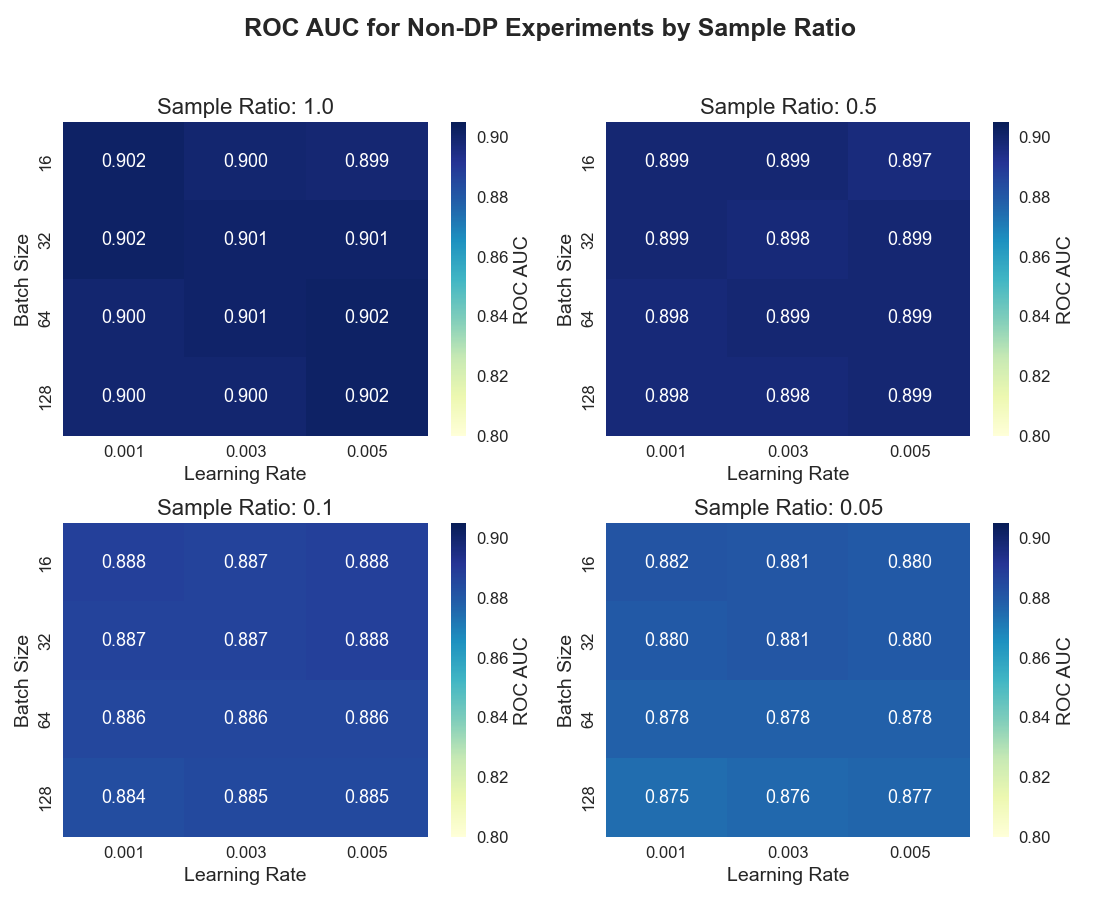 ROC AUC for Non-DP Experiments by Sample Ratio
Sample Ratio: 1.0
Batch Size
16 0.902 0.900 0.899
32 0.902 0.901 0.901
64 0.900 0.901 0.902
128 0.900 0.900 0.902
0.001 0.003 0.005
Learning Rate
0.90
0.88
0.86
0.84
0.82
0.80
ROC AUC
Sample Ratio: 0.5
Batch Size
16 0.899 0.899 0.897
32 0.899 0.898 0.899
64 0.898 0.899 0.899
128 0.898 0.898 0.899
0.001 0.003 0.005
Learning Rate
0.90
0.88
0.86
0.84
0.82
0.80
ROC AUC
Sample Ratio: 0.1
Batch Size
16 0.888 0.887 0.888
32 0.887 0.887 0.888
64 0.886 0.886 0.886
128 0.884 0.885 0.885
0.001 0.003 0.005
Learning Rate
0.90
0.88
0.86
0.84
0.82
0.80
ROC AUC
Sample Ratio: 0.05
Batch Size
16 0.882 0.881 0.880
32 0.880 0.881 0.880
64 0.878 0.878 0.878
128 0.875 0.876 0.877
0.001 0.003 0.005
Learning Rate
0.90
0.88
0.86
0.84
0.82
0.80
ROC AUC